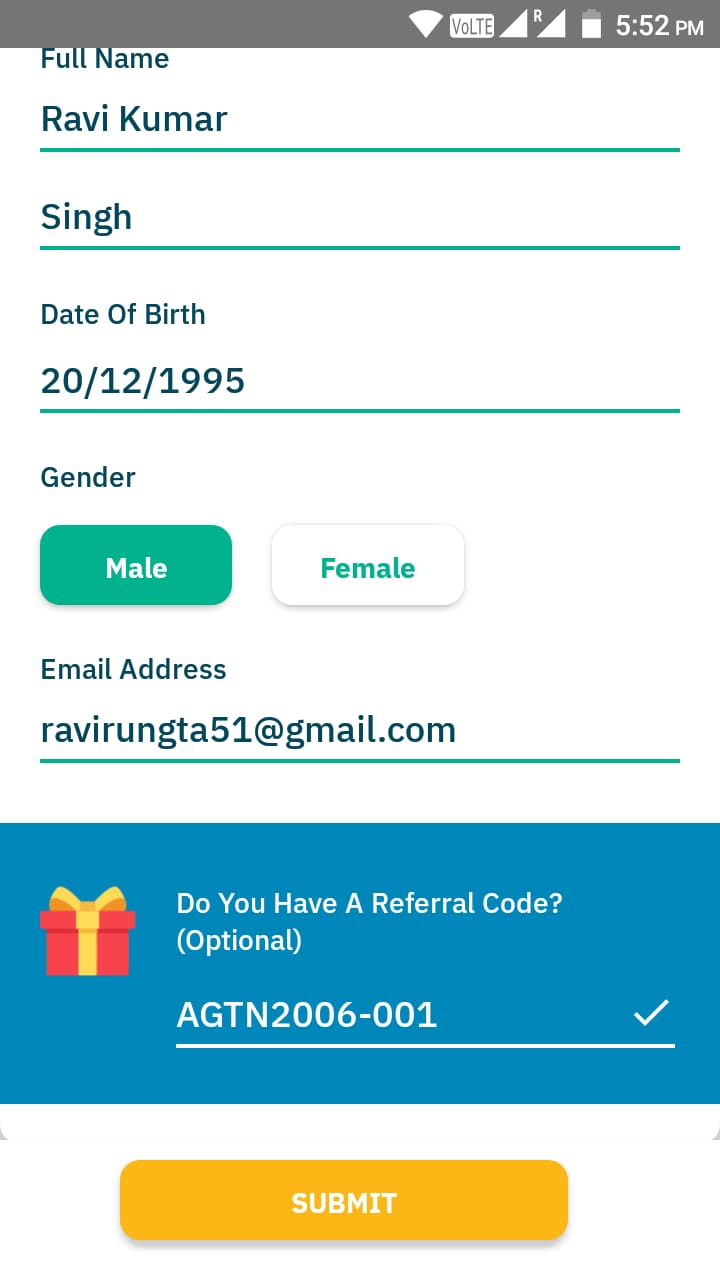 VoLTE R 5:52 PM
Full Name
Ravi Kumar
Singh
Date Of Birth
20/12/1995
Gender
Male Female
Email Address
ravirungta51@gmail.com
Do You Have A Referral Code?
(Optional)
AGTN2006-001
SUBMIT